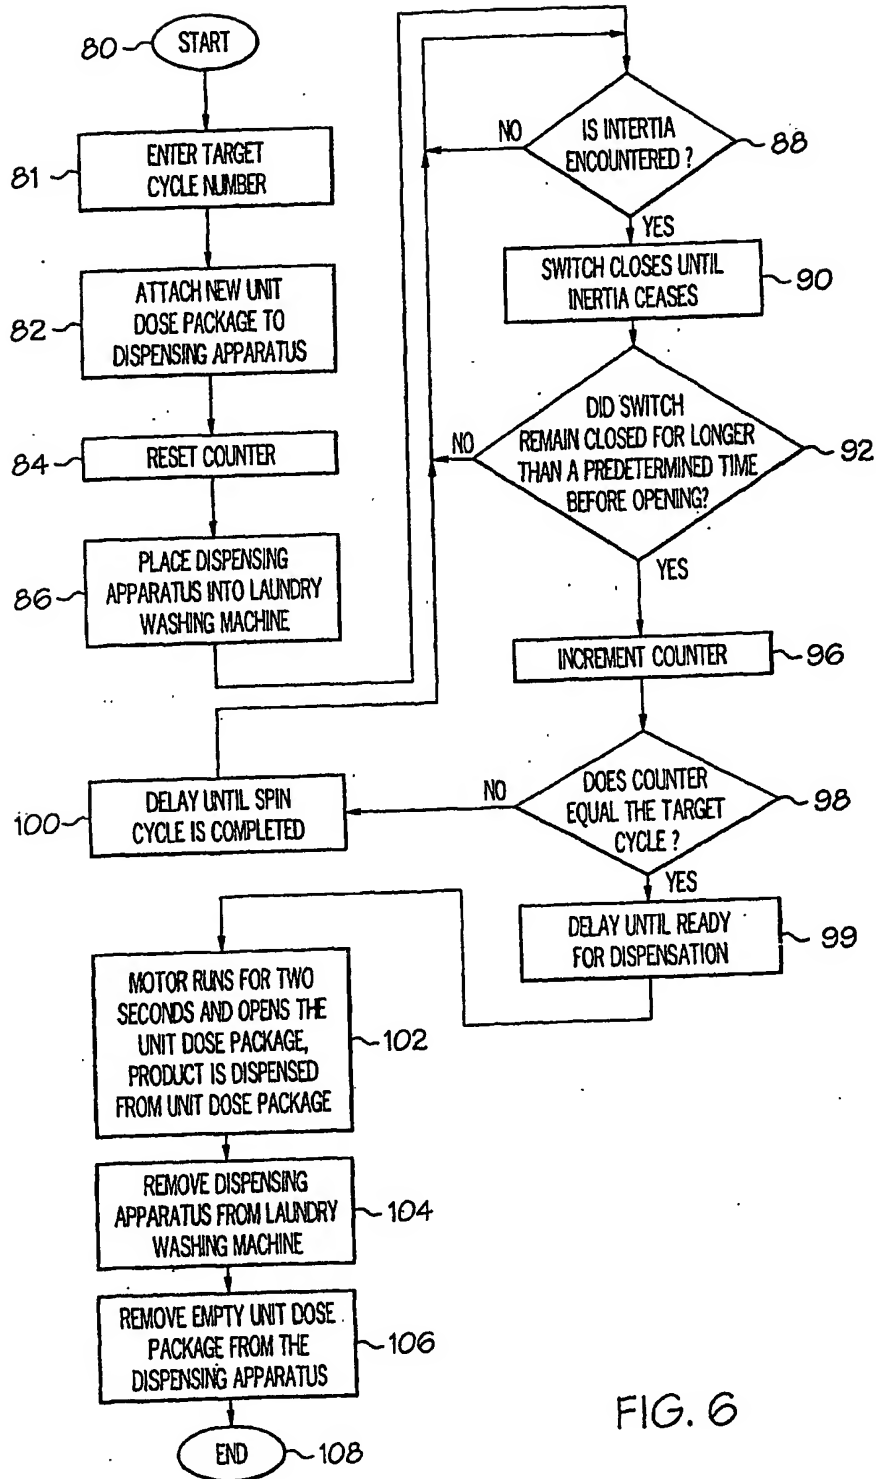 80
START
81
ENTER TARGET
CYCLE NUMBER
82
ATTACH NEW UNIT
DOSE PACKAGE TO
DISPENSING APPARATUS
84
RESET COUNTER
86
PLACE DISPENSING
APPARATUS INTO LAUNDRY
WASHING MACHINE
IS INTERTIA
ENCOUNTERED ?
88
NO
YES
SWITCH CLOSES UNTIL
INERTIA CEASES
90
DID SWITCH
REMAIN CLOSED FOR LONGER
THAN A PREDETERMINED TIME
BEFORE OPENING?
92
NO
YES
INCREMENT COUNTER
96
DOES COUNTER
EQUAL THE TARGET
CYCLE ?
98
NO
YES
100
DELAY UNTIL SPIN
CYCLE IS COMPLETED
DELAY UNTIL READY
FOR DISPENSATION
99
MOTOR RUNS FOR TWO
SECONDS AND OPENS THE
UNIT DOSE PACKAGE,
PRODUCT IS DISPENSED
FROM UNIT DOSE PACKAGE
102
REMOVE DISPENSING
APPARATUS FROM LAUNDRY
WASHING MACHINE
104
REMOVE EMPTY UNIT DOSE
PACKAGE FROM THE
DISPENSING APPARATUS
106
END
108
FIG. 6